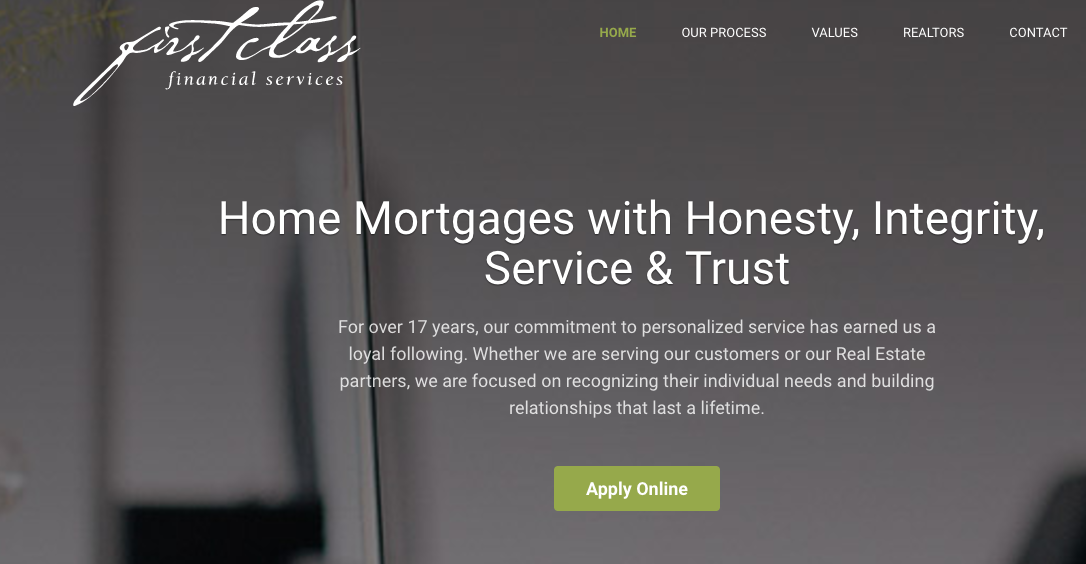 first class
financial services
HOME OUR PROCESS VALUES REALTORS CONTACT
Home Mortgages with Honesty, Integrity,
Service & Trust
For over 17 years, our commitment to personalized service has earned us a
loyal following. Whether we are serving our customers or our Real Estate
partners, we are focused on recognizing their individual needs and building
relationships that last a lifetime.
Apply Online